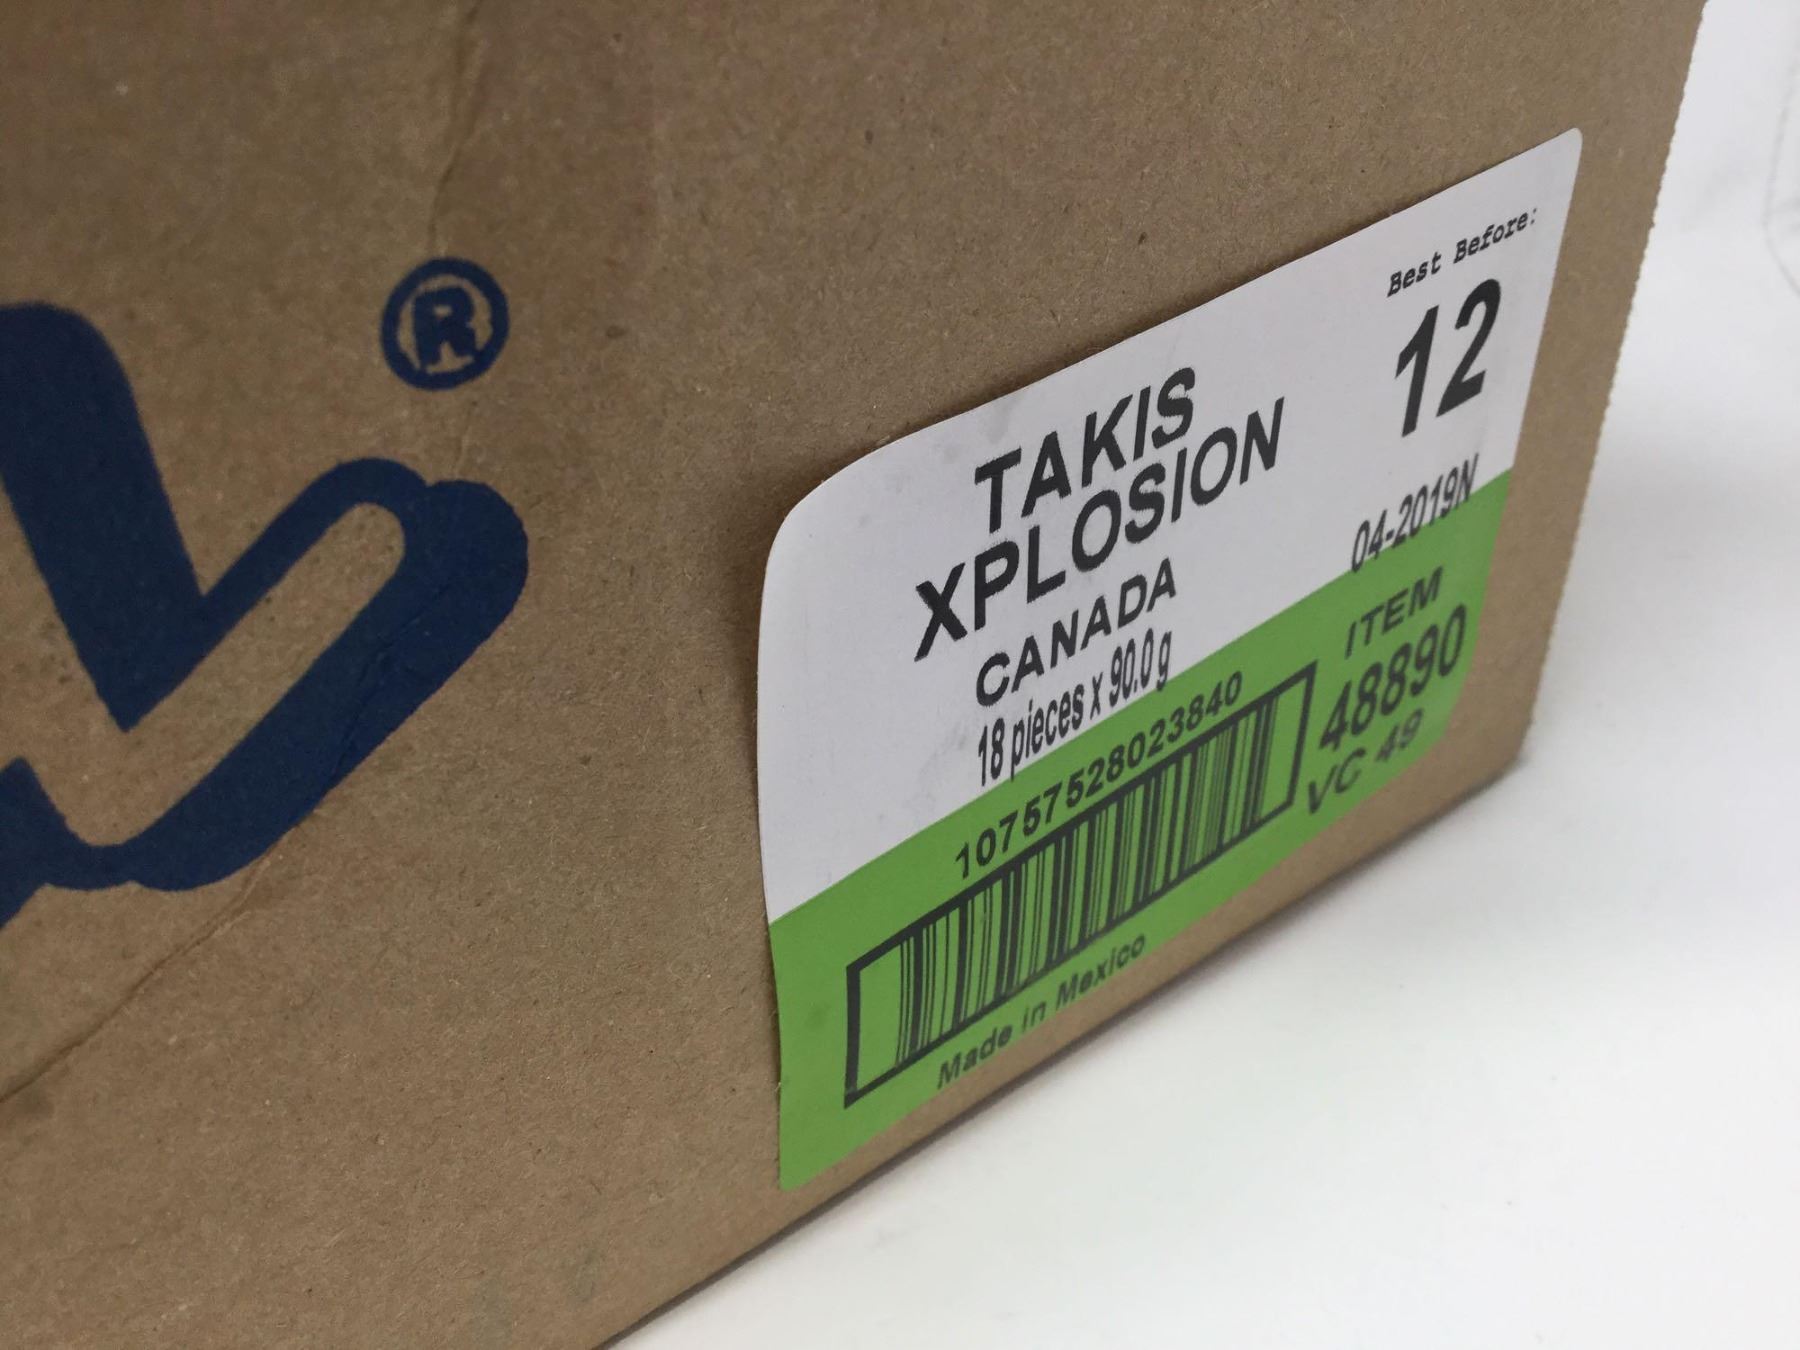 ®
Best Before:
12
04-2019N
TAKIS
XPLOSION
CANADA
18 pieces x 90.0 g
10757528023840
ITEM
48890
VC 49
Made in Mexico